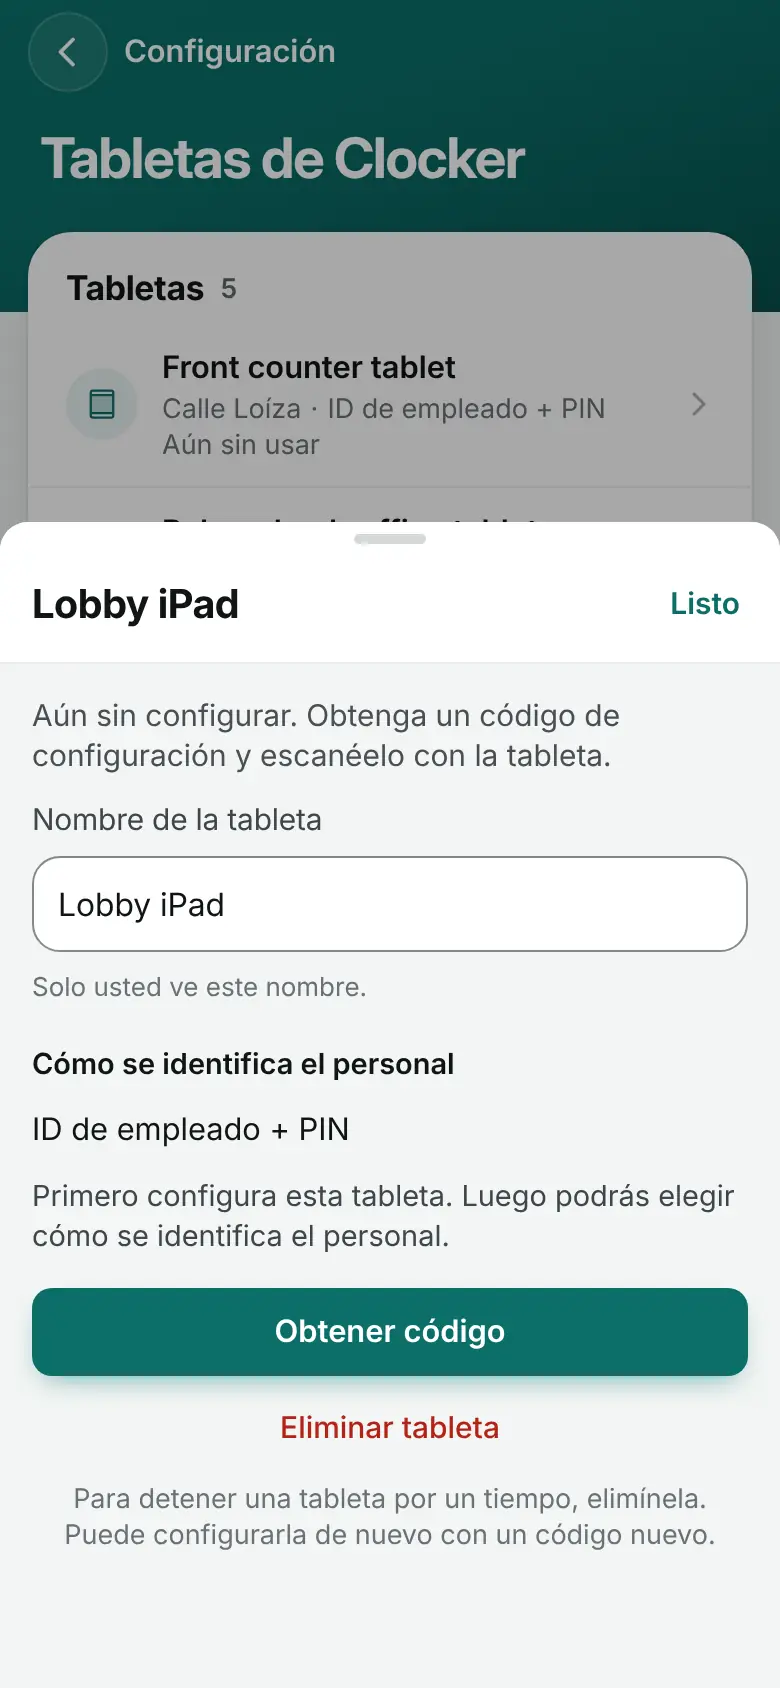 Configuración
Tabletas de Clocker
Tabletas 5
Front counter tablet
Calle Loíza · ID de empleado + PIN
Aún sin usar
Lobby iPad
Listo
Aún sin configurar. Obtenga un código de
configuración y escanéelo con la tableta.
Nombre de la tableta
Lobby iPad
Solo usted ve este nombre.
Cómo se identifica el personal
ID de empleado + PIN
Primero configura esta tableta. Luego podrás elegir
cómo se identifica el personal.
Obtener código
Eliminar tableta
Para detener una tableta por un tiempo, elimínela.
Puede configurarla de nuevo con un código nuevo.